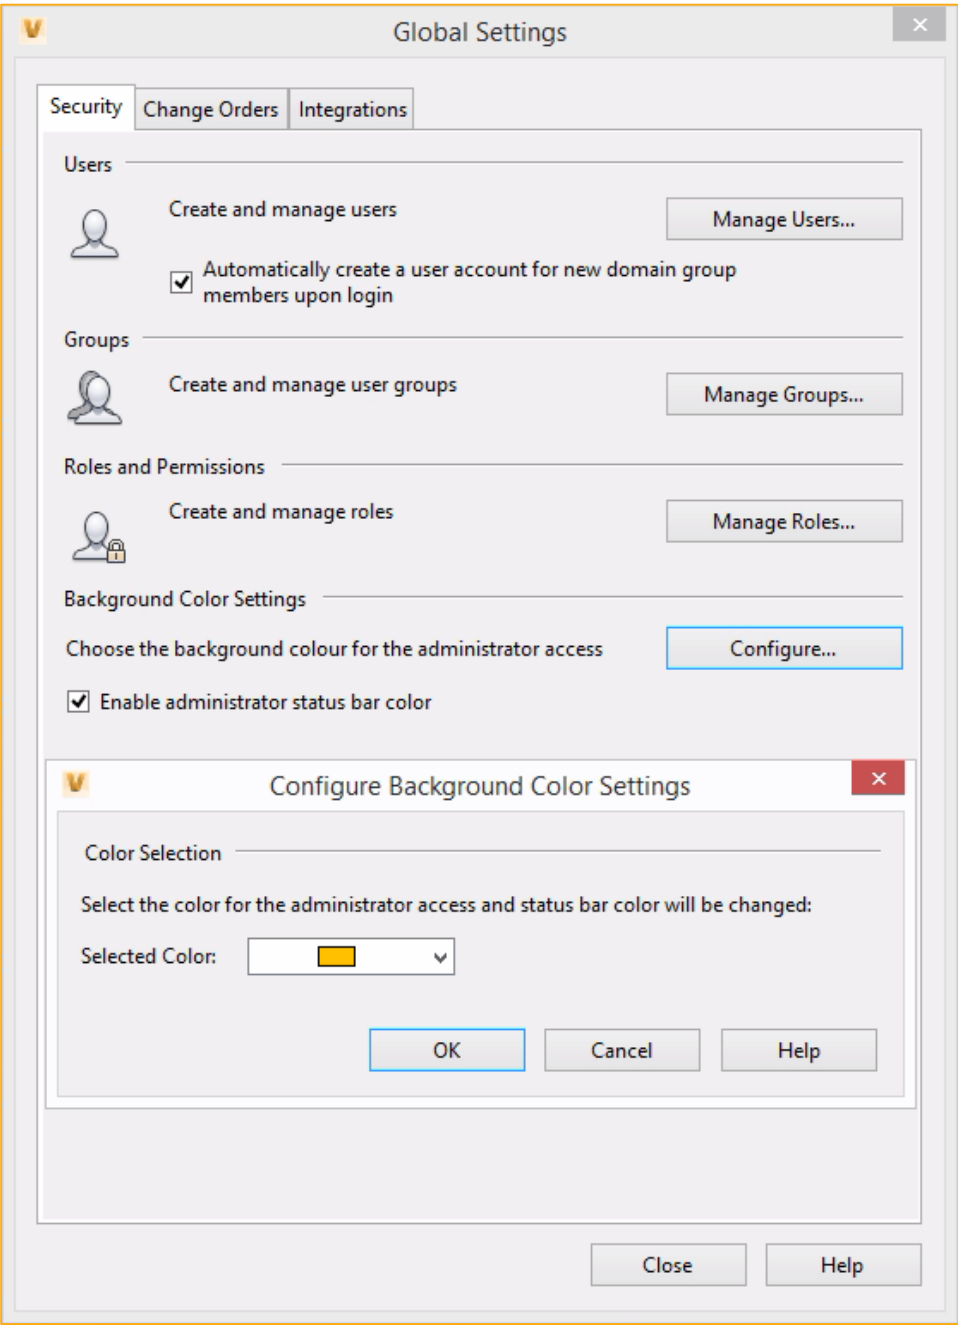 Global Settings
Security
Change Orders
Integrations
Users
Create and manage users
Manage Users...
Automatically create a user account for new domain group
members upon login
Groups
Create and manage user groups
Manage Groups...
Roles and Permissions
Create and manage roles
Manage Roles...
Background Color Settings
Choose the background colour for the administrator access
Configure...
Enable administrator status bar color
Configure Background Color Settings
Color Selection
Select the color for the administrator access and status bar color will be changed:
Selected Color:
OK
Cancel
Help
Close
Help